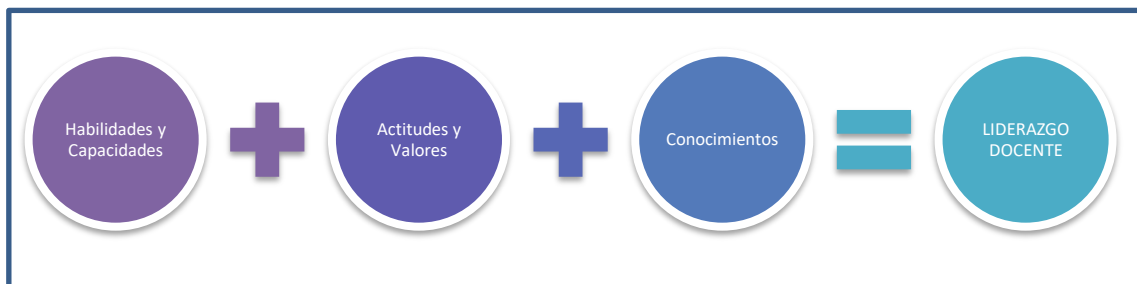 Habilidades y
Capacidades
Actitudes y
Valores
Conocimientos
LIDERAZGO
DOCENTE